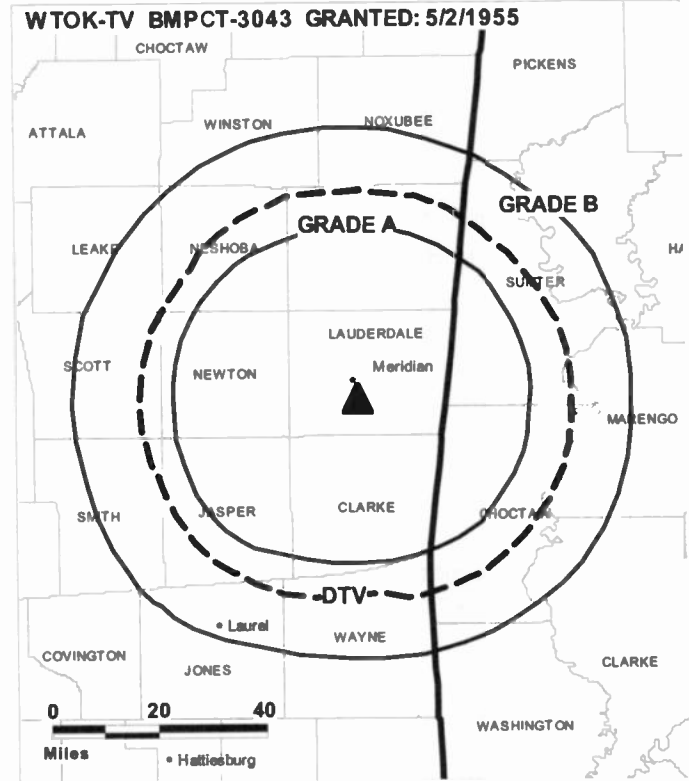 WTOK-TV BMPCT-3043 GRANTED: 5/2/1955
CHOCTAW
PICKENS
ATTALA
WINSTON
NOXUBEE
GRADE B
GRADE A
LEAKE
NESHOBA
HA
SUMTER
LAUDERDALE
SCOTT
NEWTON
Meridian
MARENGO
SMITH
JASPER
CLARKE
CHOCTAW
DTV
Laurel
WAYNE
COVINGTON
JONES
CLARKE
0 20 40
Miles
WASHINGTON
Hattiesburg